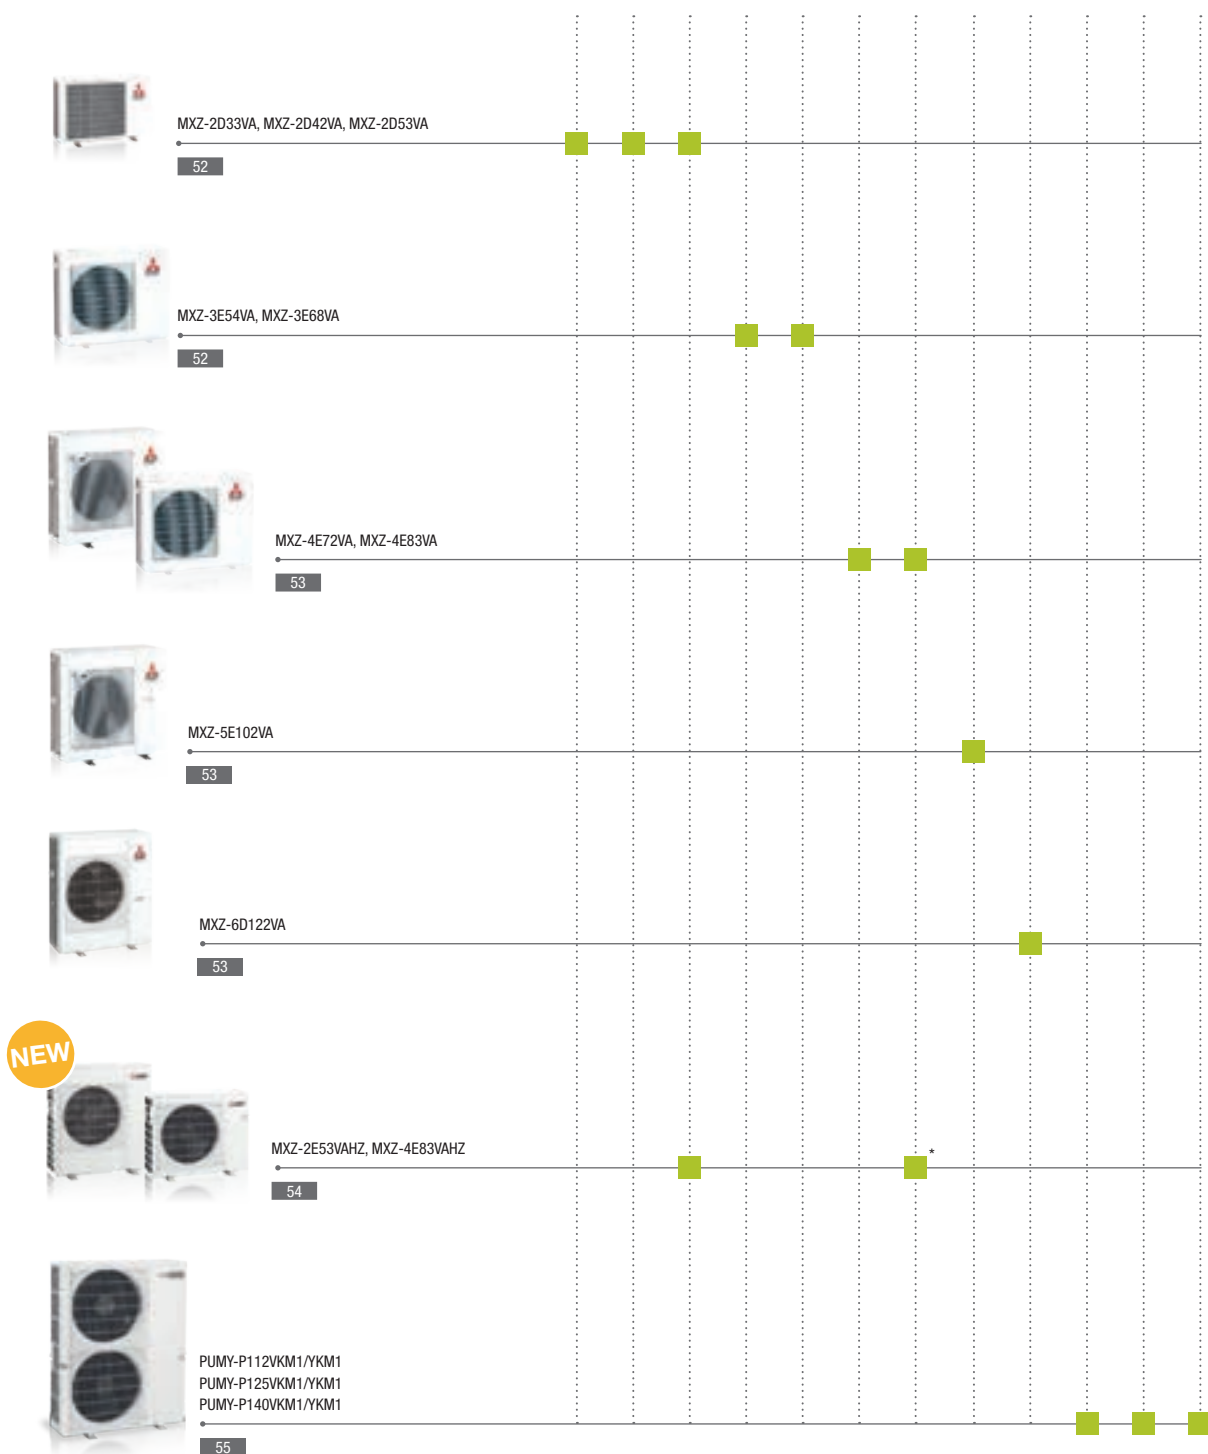 MXZ-2D33VA, MXZ-2D42VA, MXZ-2D53VA
52
MXZ-3E54VA, MXZ-3E68VA
52
MXZ-4E72VA, MXZ-4E83VA
53
MXZ-5E102VA
53
MXZ-6D122VA
53
NEW
MXZ-2E53VAHZ, MXZ-4E83VAHZ
*
54
PUMY-P112VKM1/YKM1
PUMY-P125VKM1/YKM1
PUMY-P140VKM1/YKM1
55